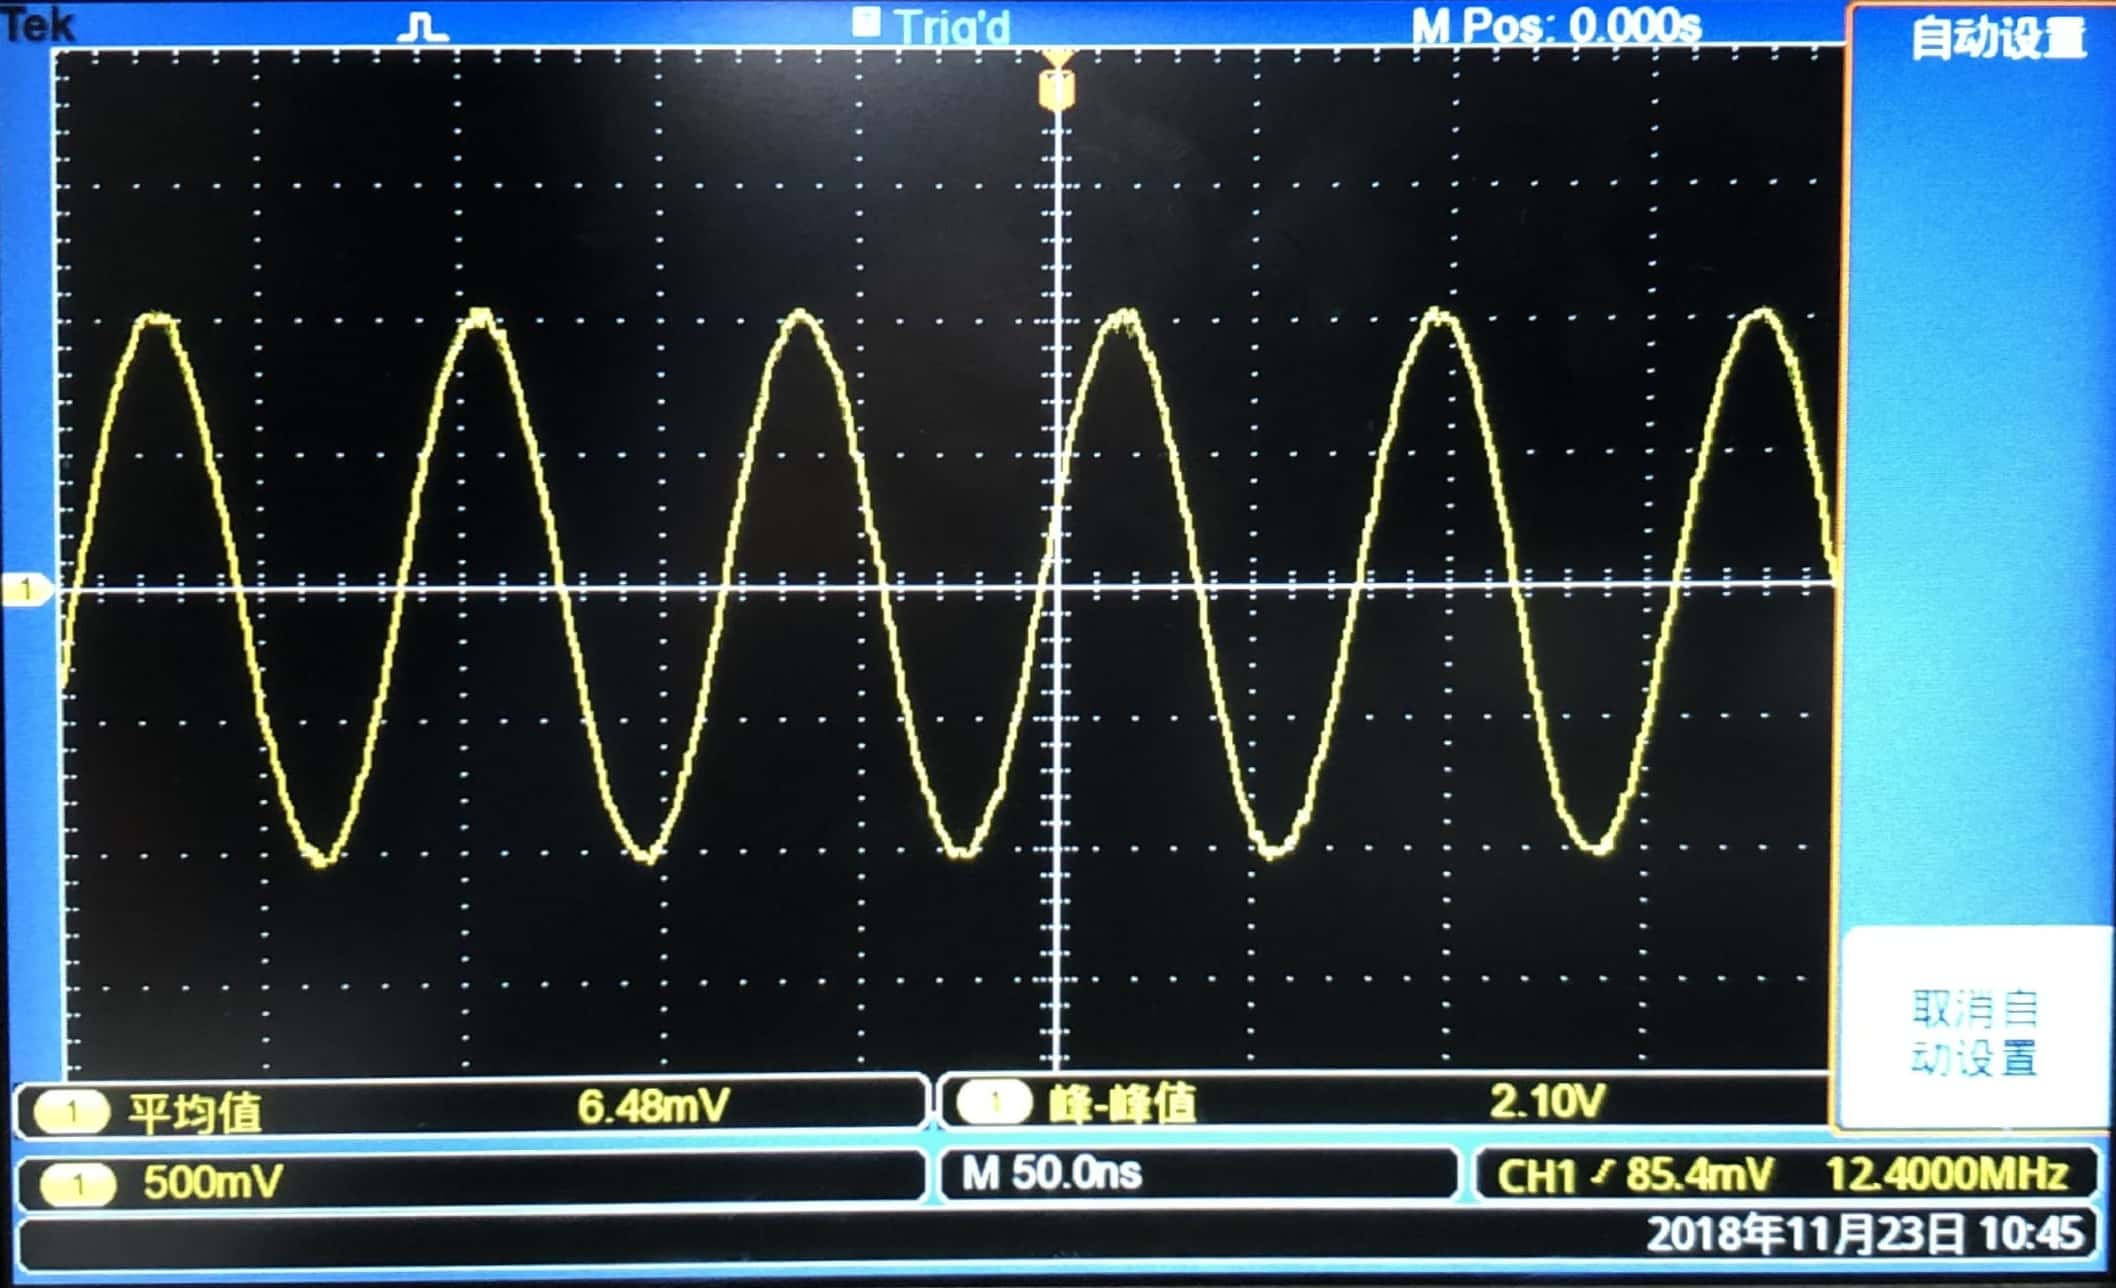 Tek Trig'd M Pos: 0.000s
自动设置
1
取消自
动设置
1 平均值 6.48mV
1 峰-峰值 2.10V
1 500mV
M 50.0ns
CH1 85.4mV 12.4000MHz
2018年11月23日 10:45